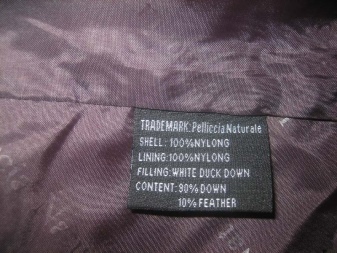 TRADEMARK: Pelliccia Naturale
SHELL: 100%NYLONG
LINING: 100%NYLONG
FILLING: WHITE DUCK DOWN
CONTENT: 90%DOWN
10% FEATHER